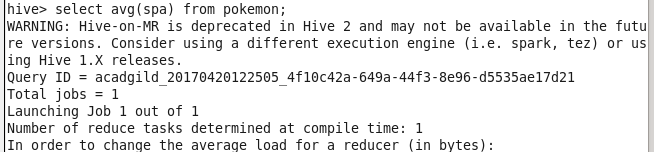 hive> select avg(spa) from pokemon;
WARNING: Hive-on-MR is deprecated in Hive 2 and may not be available in the futu
re versions. Consider using a different execution engine (i.e. spark, tez) or us
ing Hive 1.X releases.
Query ID = acadgild_20170420122505_4f10c42a-649a-44f3-8e96-d5535ae17d21
Total jobs = 1
Launching Job 1 out of 1
Number of reduce tasks determined at compile time: 1
In order to change the average load for a reducer (in bytes):